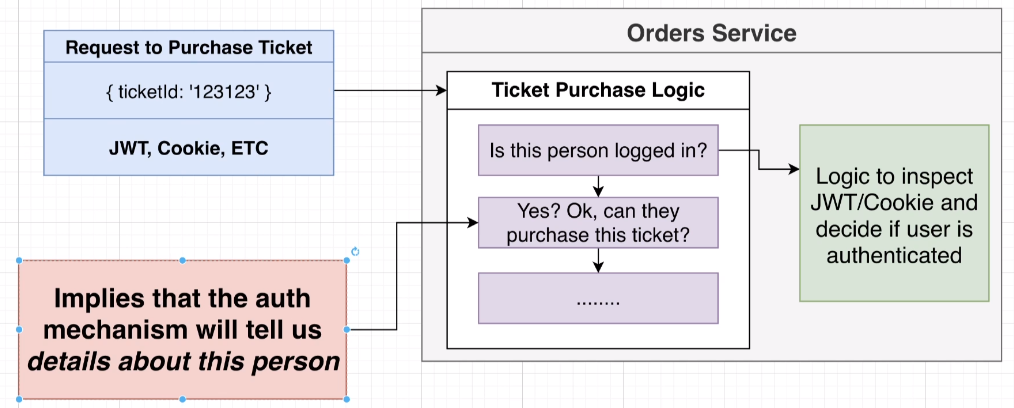 Request to Purchase Ticket
{ ticketId: '123123' }
JWT, Cookie, ETC
Implies that the auth
mechanism will tell us
details about this person
Orders Service
Ticket Purchase Logic
Is this person logged in?
Yes? Ok, can they
purchase this ticket?
........
Logic to inspect
JWT/Cookie and
decide if user is
authenticated